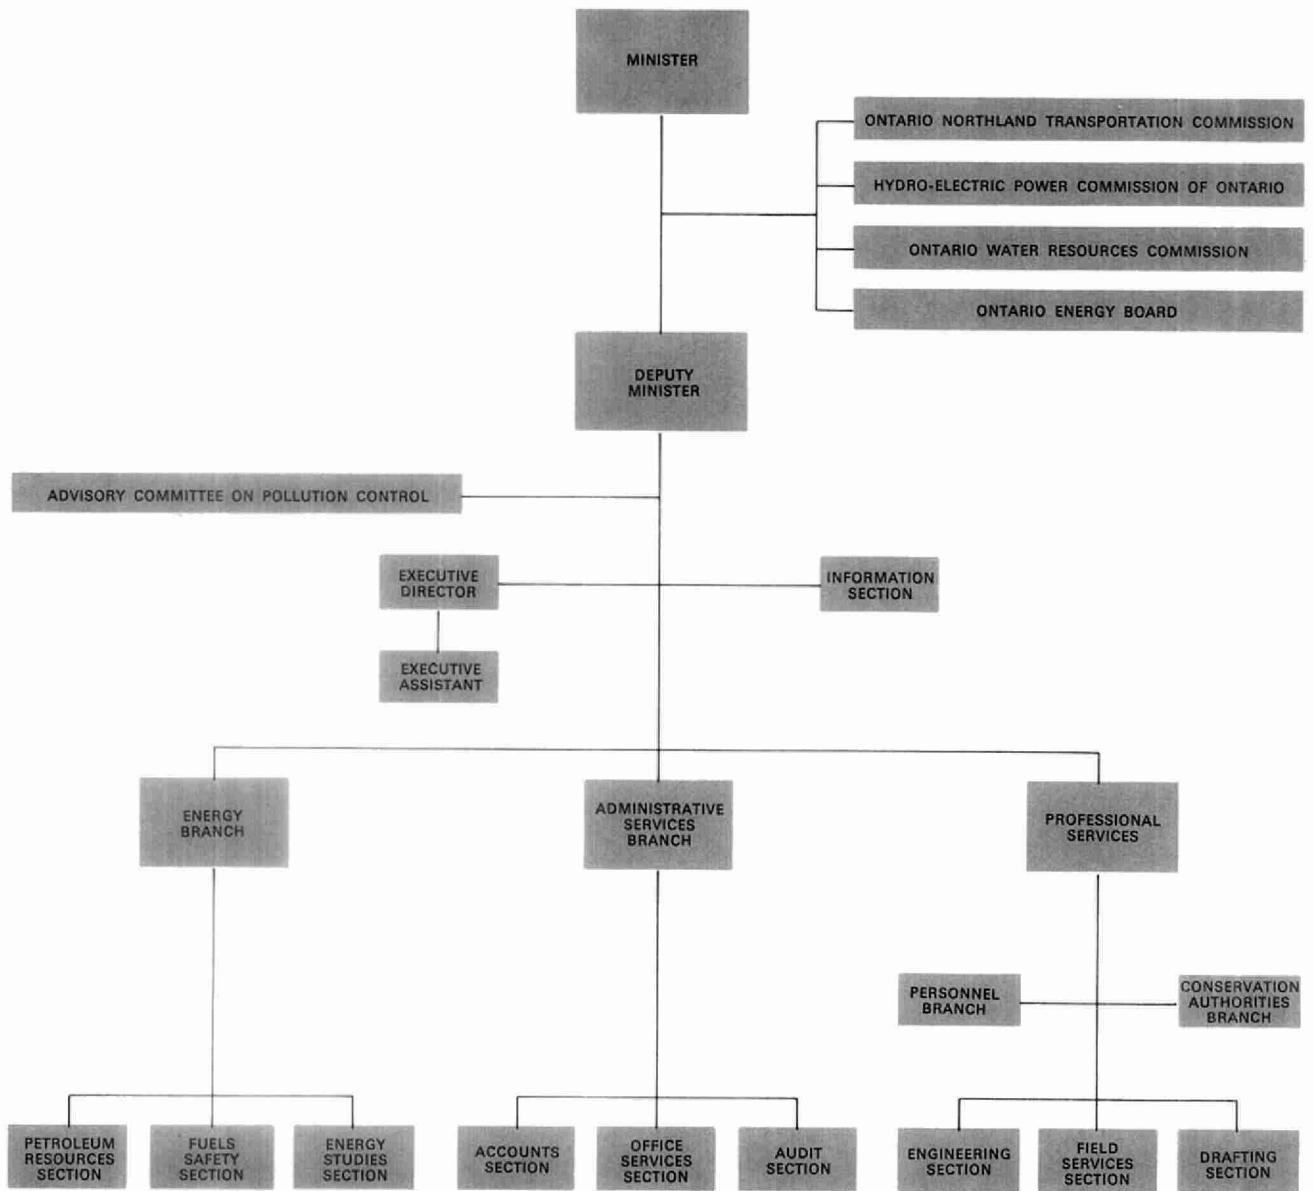 MINISTER
ONTARIO NORTHLAND TRANSPORTATION COMMISSION
HYDRO-ELECTRIC POWER COMMISSION OF ONTARIO
ONTARIO WATER RESOURCES COMMISSION
ONTARIO ENERGY BOARD
DEPUTY
MINISTER
ADVISORY COMMITTEE ON POLLUTION CONTROL
EXECUTIVE
DIRECTOR
INFORMATION
SECTION
EXECUTIVE
ASSISTANT
ENERGY
BRANCH
ADMINISTRATIVE
SERVICES
BRANCH
PROFESSIONAL
SERVICES
PERSONNEL
BRANCH
CONSERVATION
AUTHORITIES
BRANCH
PETROLEUM
RESOURCES
SECTION
FUELS
SAFETY
SECTION
ENERGY
STUDIES
SECTION
ACCOUNTS
SECTION
OFFICE
SERVICES
SECTION
AUDIT
SECTION
ENGINEERING
SECTION
FIELD
SERVICES
SECTION
DRAFTING
SECTION